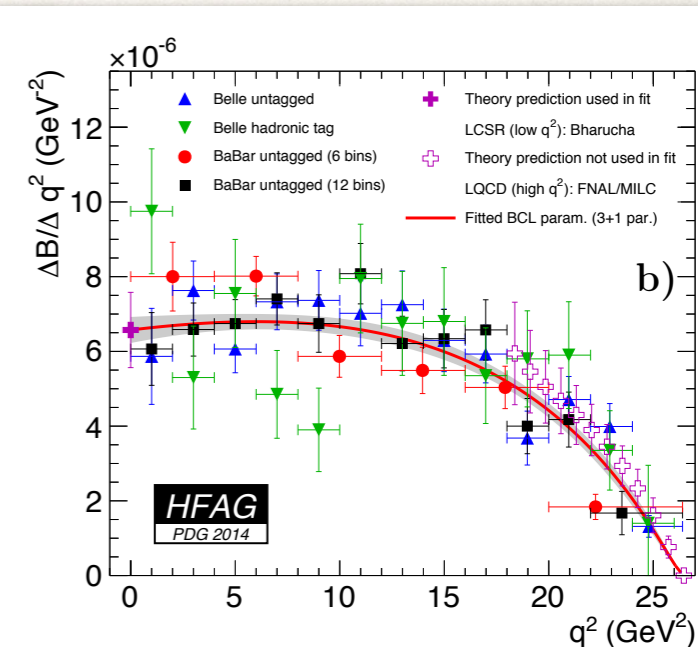 ×10⁻⁶
ΔB/Δ q² (GeV⁻²)
Belle untagged
Belle hadronic tag
BaBar untagged (6 bins)
BaBar untagged (12 bins)
Theory prediction used in fit
LCSR (low q²): Bharucha
Theory prediction not used in fit
LQCD (high q²): FNAL/MILC
Fitted BCL param. (3+1 par.)
b)
12
10
8
6
4
2
0
HFAG
PDG 2014
0 5 10 15 20 25
q² (GeV²)